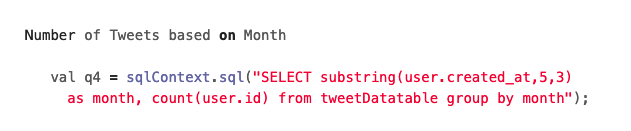 Number of Tweets based on Month
val q4 = sqlContext.sql("SELECT substring(user.created_at,5,3)
as month, count(user.id) from tweetDatatable group by month");